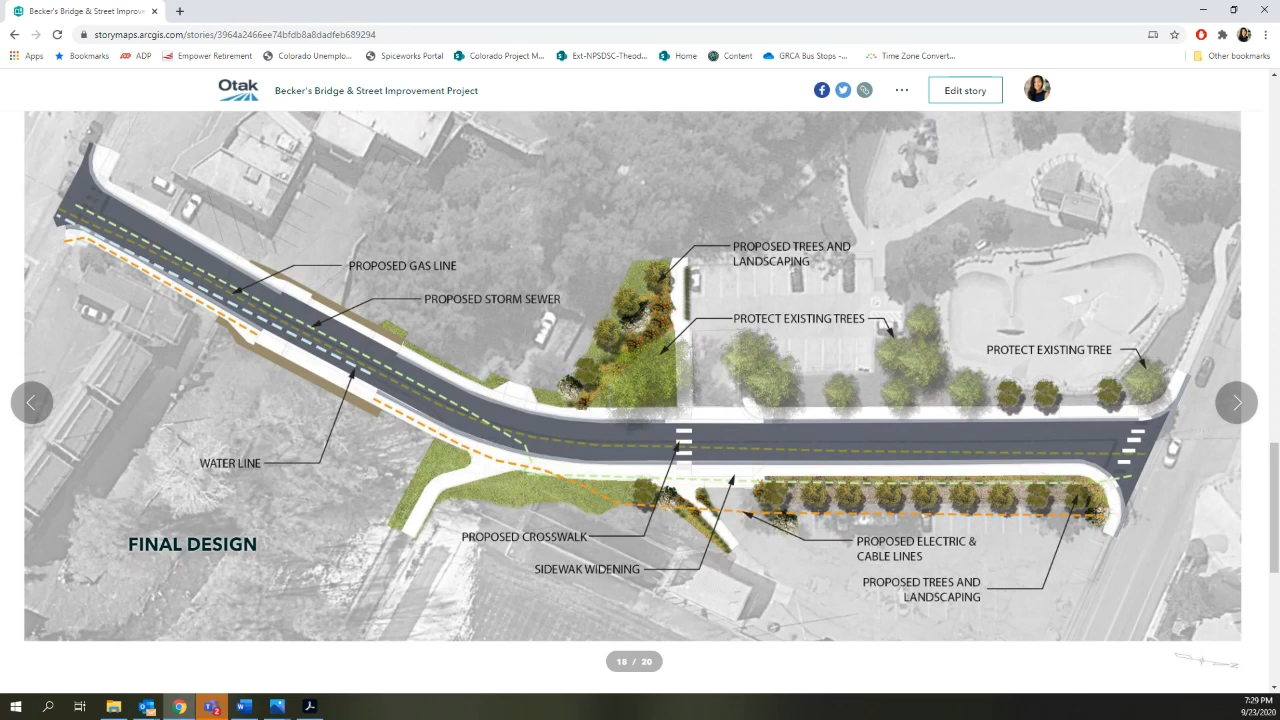 Becker's Bridge & Street Improve
storymaps.arcgis.com/stories/3964a2466ee74bfdb8a8dadfeb689294
Apps
Bookmarks
ADP
Empower Retirement
Colorado Unemplo...
Spiceworks Portal
Colorado Project M...
Ext-NPSDSC-Theod...
Home
Content
GRCA Bus Stops -...
Time Zone Convert...
Other bookmarks
Otak
Becker's Bridge & Street Improvement Project
Edit story
PROPOSED TREES AND
LANDSCAPING
PROPOSED GAS LINE
PROPOSED STORM SEWER
PROTECT EXISTING TREES
PROTECT EXISTING TREE
WATER LINE
FINAL DESIGN
PROPOSED CROSSWALK
SIDEWAK WIDENING
PROPOSED ELECTRIC &
CABLE LINES
PROPOSED TREES AND
LANDSCAPING
18 / 20
7:29 PM
9/23/2020